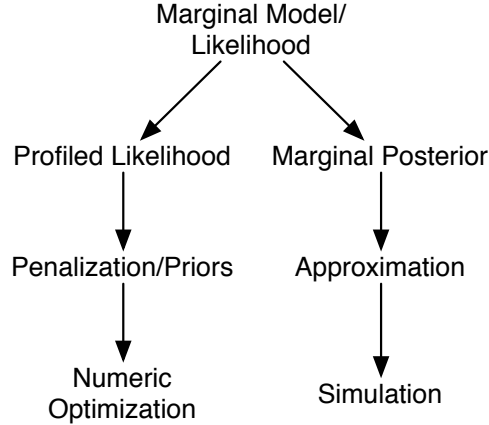 Marginal Model/
Likelihood
Profiled Likelihood
Marginal Posterior
Penalization/Priors
Approximation
Numeric
Optimization
Simulation